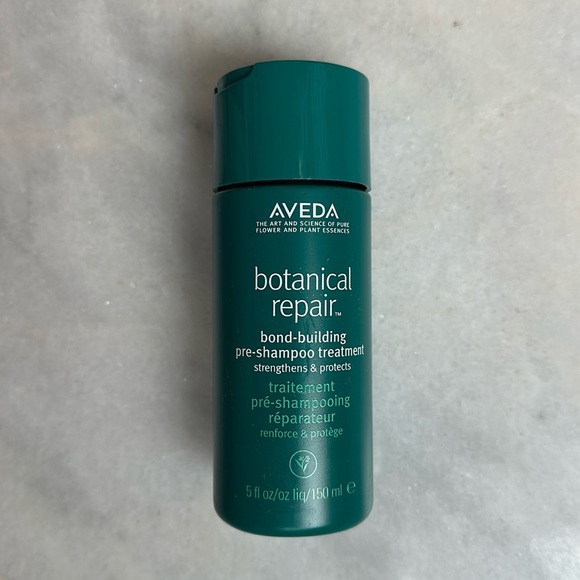 AVEDA
THE ART AND SCIENCE OF PURE
FLOWER AND PLANT ESSENCES
botanical
repair™
bond-building
pre-shampoo treatment
strengthens & protects
traitement
pré-shampooing
réparateur
renforce & protège
5 fl oz/oz liq/150 ml ℮